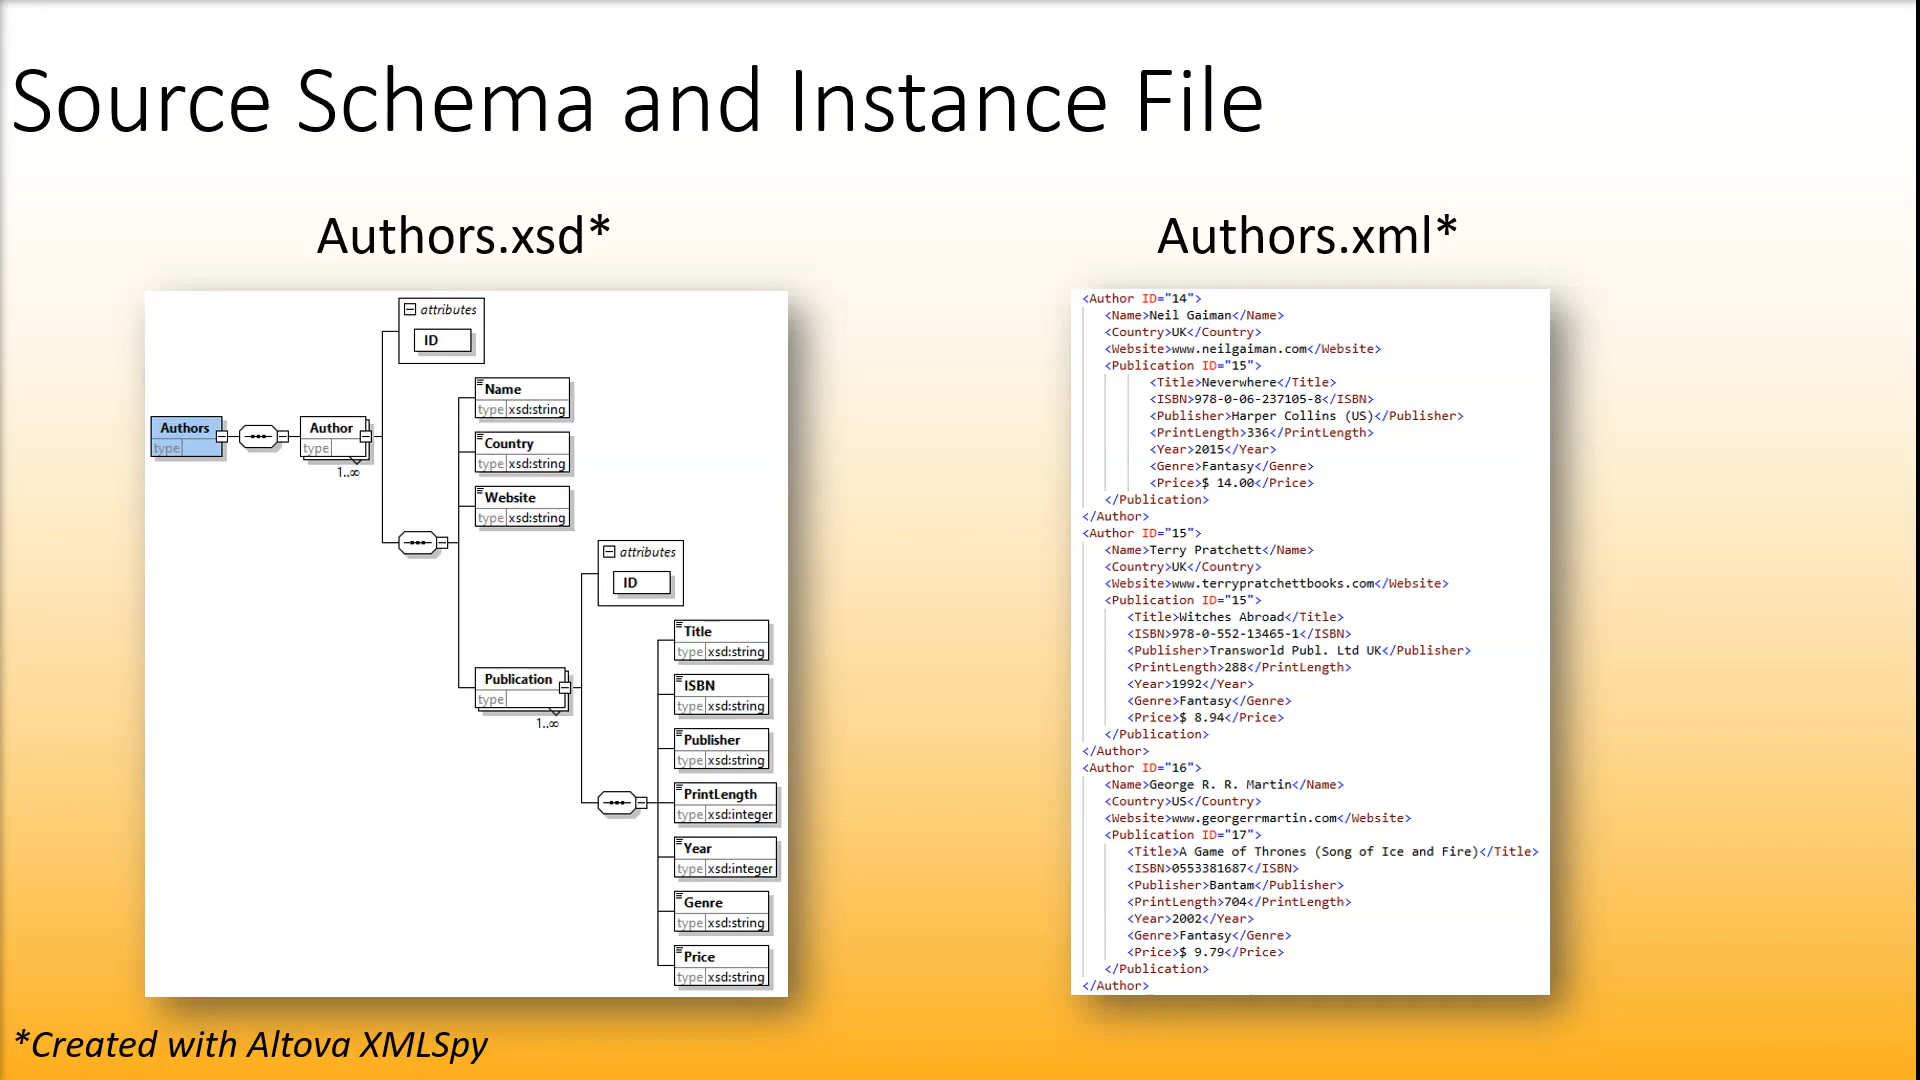 Source Schema and Instance File
Authors.xsd*
attributes
ID
Name
type xsd:string
Country
type xsd:string
Website
type xsd:string
Authors
type
Author
type
1..∞
attributes
ID
Publication
type
1..∞
Title
type xsd:string
ISBN
type xsd:string
Publisher
type xsd:string
PrintLength
type xsd:integer
Year
type xsd:integer
Genre
type xsd:string
Price
type xsd:string
Authors.xml*
<Author ID="14">
<Name>Neil Gaiman</Name>
<Country>UK</Country>
<Website>www.neilgaiman.com</Website>
<Publication ID="15">
<Title>Neverwhere</Title>
<ISBN>978-0-06-237105-8</ISBN>
<Publisher>Harper Collins (US)</Publisher>
<PrintLength>336</PrintLength>
<Year>2015</Year>
<Genre>Fantasy</Genre>
<Price>$ 14.00</Price>
</Publication>
</Author>
<Author ID="15">
<Name>Terry Pratchett</Name>
<Country>UK</Country>
<Website>www.terrypratchettbooks.com</Website>
<Publication ID="15">
<Title>Witches Abroad</Title>
<ISBN>978-0-552-13465-1</ISBN>
<Publisher>Transworld Publ. Ltd UK</Publisher>
<PrintLength>288</PrintLength>
<Year>1992</Year>
<Genre>Fantasy</Genre>
<Price>$ 8.94</Price>
</Publication>
</Author>
<Author ID="16">
<Name>George R. R. Martin</Name>
<Country>US</Country>
<Website>www.georgerrmartin.com</Website>
<Publication ID="17">
<Title>A Game of Thrones (Song of Ice and Fire)</Title>
<ISBN>0553381687</ISBN>
<Publisher>Bantam</Publisher>
<PrintLength>704</PrintLength>
<Year>2002</Year>
<Genre>Fantasy</Genre>
<Price>$ 9.79</Price>
</Publication>
</Author>
*Created with Altova XMLSpy